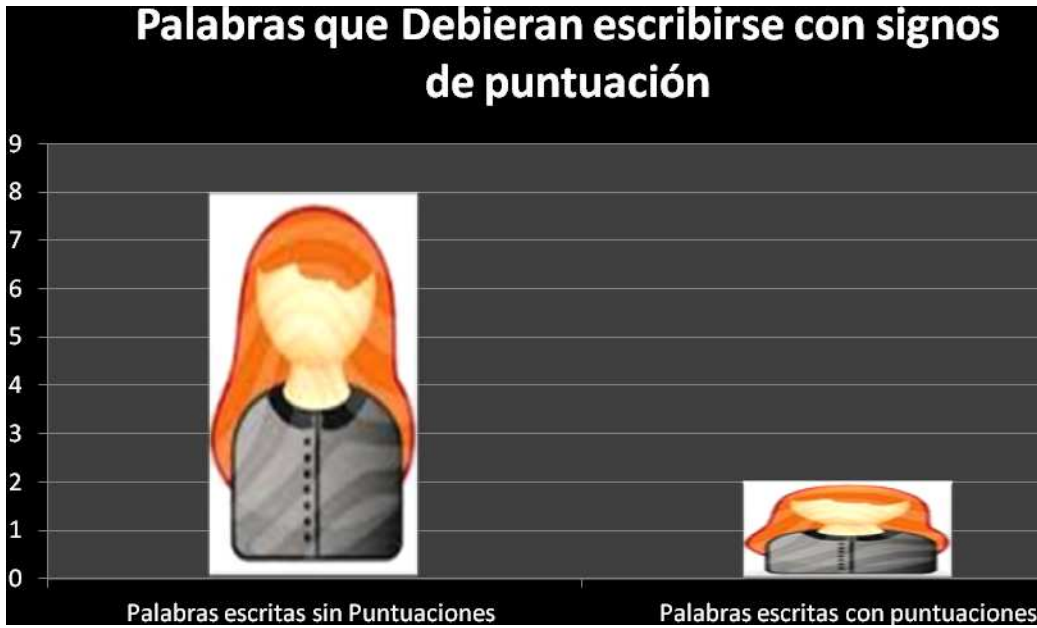 Palabras que Debieran escribirse con signos
de puntuación
9
8
7
6
5
4
3
2
1
0
Palabras escritas sin Puntuaciones
Palabras escritas con puntuaciones